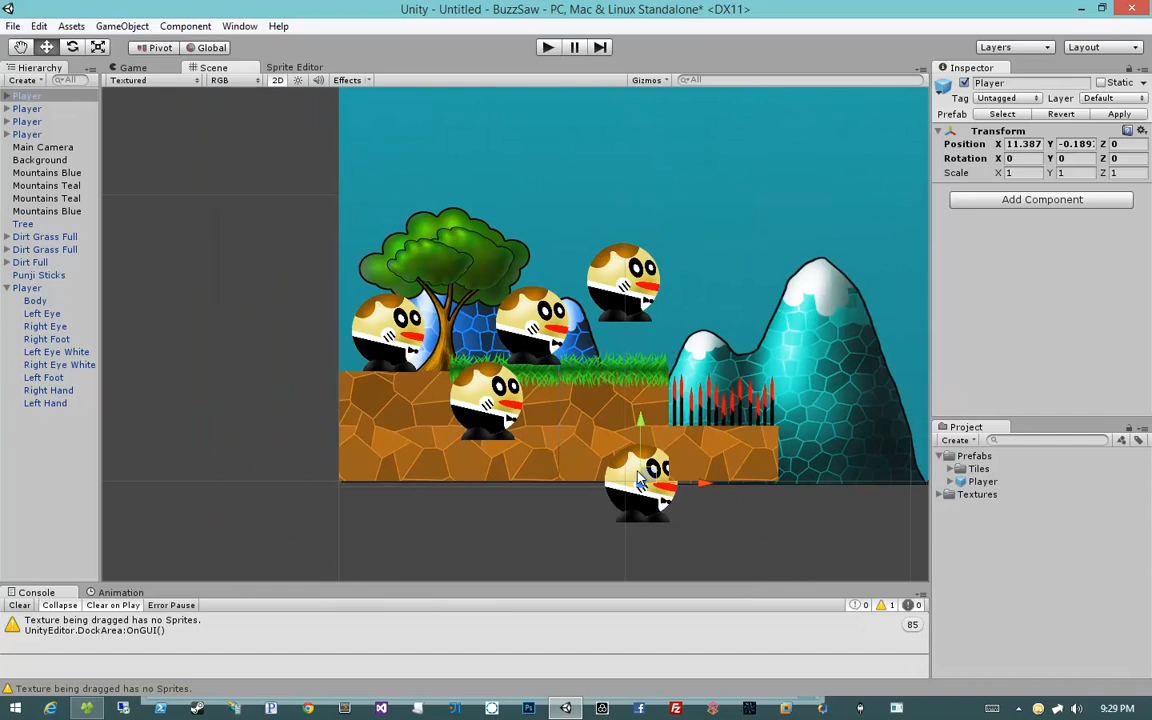 Unity - Untitled - BuzzSaw - PC, Mac & Linux Standalone* <DX11>
File Edit Assets GameObject Component Window Help
Pivot Global Layers Layout
Hierarchy Game Scene Sprite Editor Inspector
Create All Textured RGB 2D Effects Gizmos All
Player Static
Tag Untagged Layer Default
Prefab Select Revert Apply
Transform
Position X 11.387 Y -0.189 Z 0
Rotation X 0 Y 0 Z 0
Scale X 1 Y 1 Z 1
Add Component
Player
Player
Player
Player
Main Camera
Background
Mountains Blue
Mountains Teal
Mountains Teal
Mountains Blue
Tree
Dirt Grass Full
Dirt Grass Full
Dirt Full
Punji Sticks
Player
Body
Left Eye
Right Eye
Right Foot
Left Eye White
Right Eye White
Left Foot
Right Hand
Left Hand
Project
Create
Prefabs
Tiles
Player
Textures
Console Animation
Clear Collapse Clear on Play Error Pause 0 1 0
Texture being dragged has no Sprites.
UnityEditor.DockArea:OnGUI()
85
Texture being dragged has no Sprites.
9:29 PM